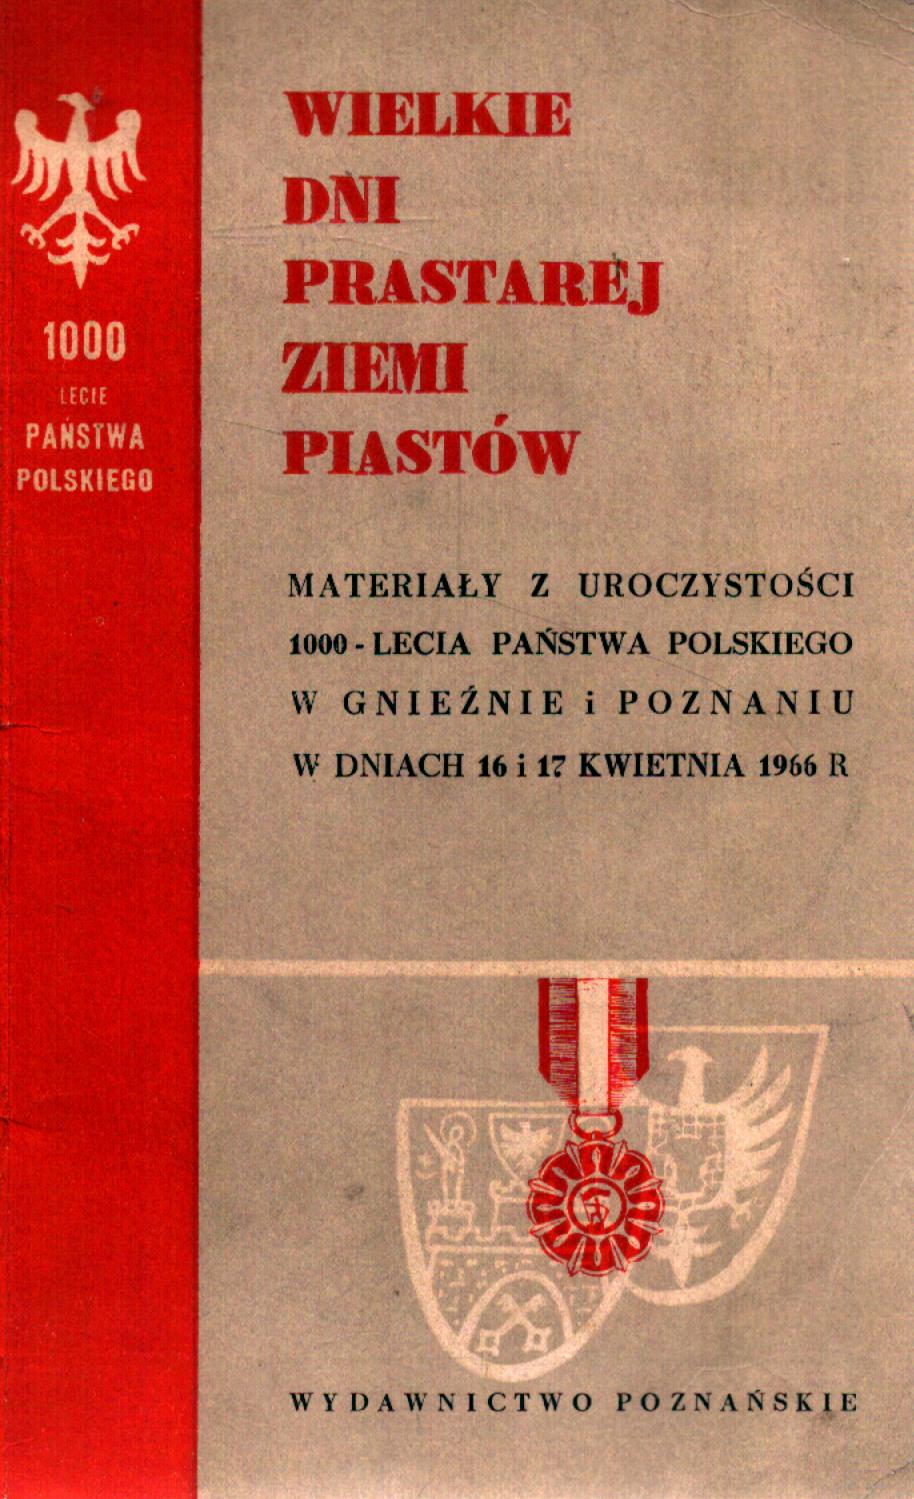 1000
LECIE
PAŃSTWA
POLSKIEGO
WIELKIE
DNI
PRASTAREJ
ZIEMI
PIASTÓW
MATERIAŁY Z UROCZYSTOŚCI
1000-LECIA PAŃSTWA POLSKIEGO
W GNIEŹNIE i POZNANIU
W DNIACH 16 i 17 KWIETNIA 1966 R
WYDAWNICTWO POZNAŃSKIE